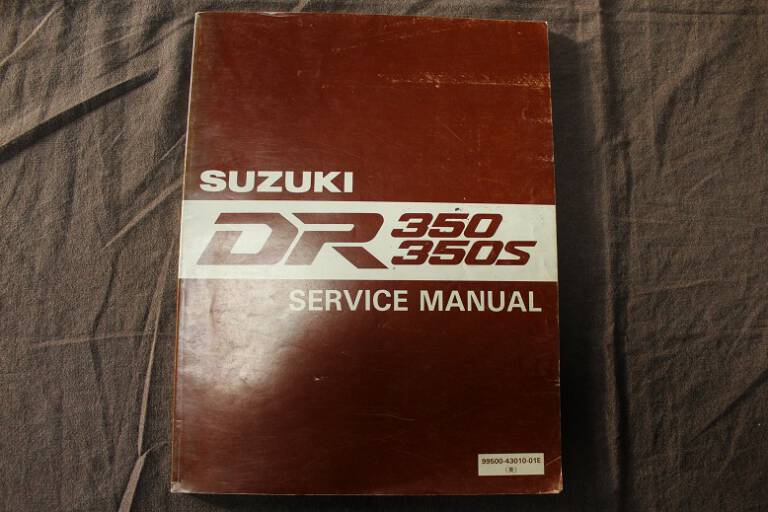 SUZUKI
DR 350
350S
SERVICE MANUAL
99500-43010-01E